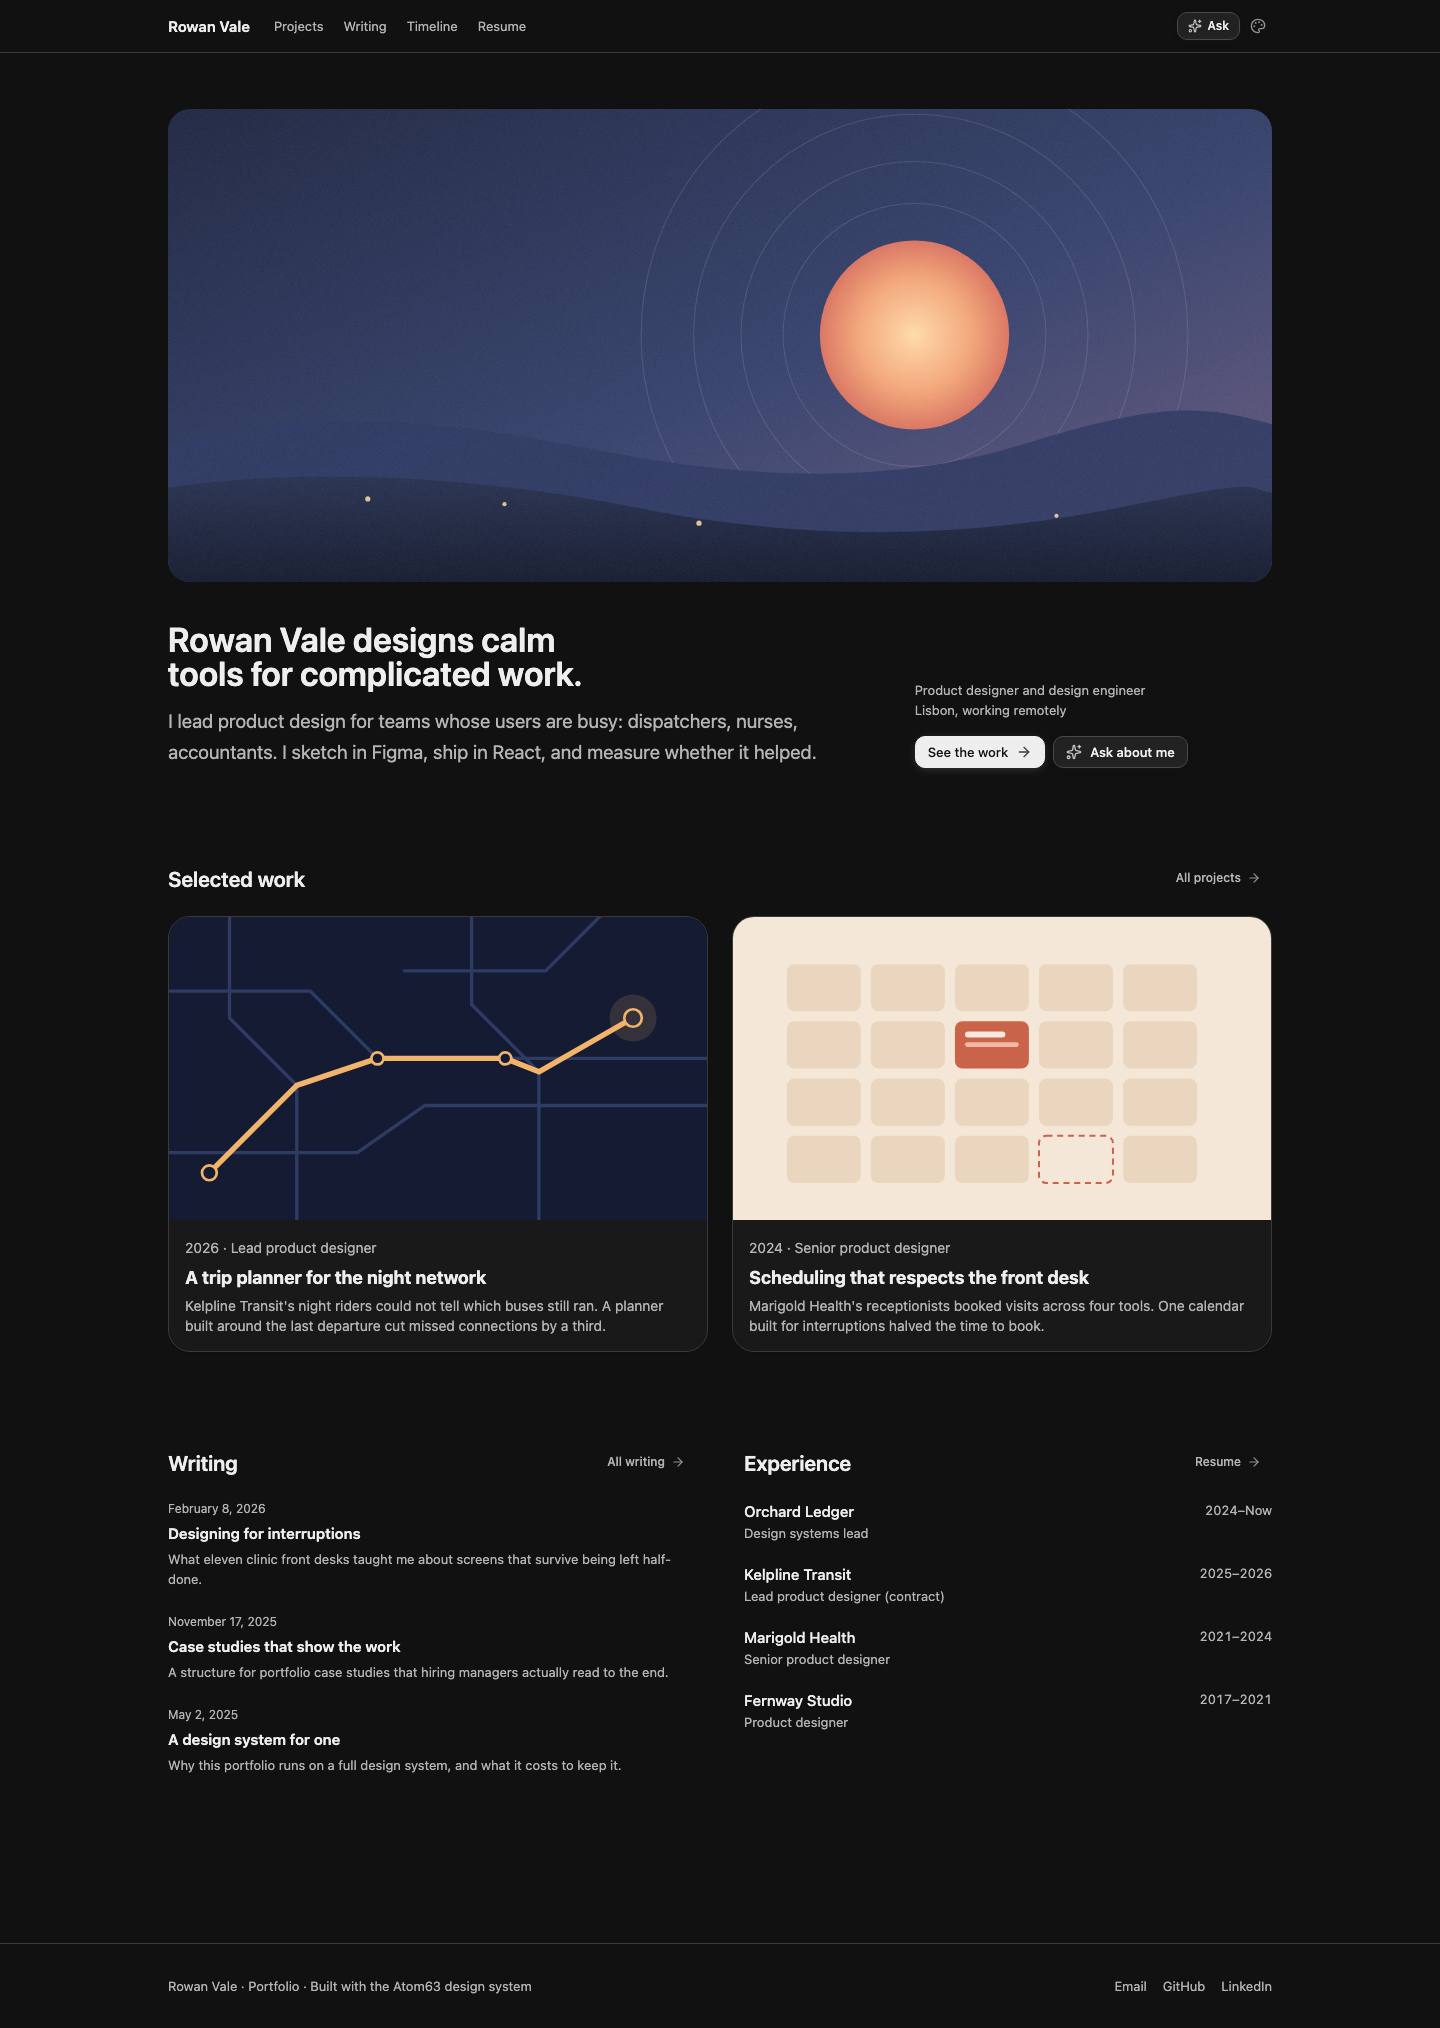 Rowan Vale Projects Writing Timeline Resume Ask
Rowan Vale designs calm
tools for complicated work.
I lead product design for teams whose users are busy: dispatchers, nurses,
accountants. I sketch in Figma, ship in React, and measure whether it helped.
Product designer and design engineer
Lisbon, working remotely
See the work Ask about me
Selected work All projects
2026 · Lead product designer
A trip planner for the night network
Kelpline Transit's night riders could not tell which buses still ran. A planner
built around the last departure cut missed connections by a third.
2024 · Senior product designer
Scheduling that respects the front desk
Marigold Health's receptionists booked visits across four tools. One calendar
built for interruptions halved the time to book.
Writing All writing
February 8, 2026
Designing for interruptions
What eleven clinic front desks taught me about screens that survive being left half-
done.
November 17, 2025
Case studies that show the work
A structure for portfolio case studies that hiring managers actually read to the end.
May 2, 2025
A design system for one
Why this portfolio runs on a full design system, and what it costs to keep it.
Experience Resume
Orchard Ledger 2024–Now
Design systems lead
Kelpline Transit 2025–2026
Lead product designer (contract)
Marigold Health 2021–2024
Senior product designer
Fernway Studio 2017–2021
Product designer
Rowan Vale · Portfolio · Built with the Atom63 design system Email GitHub LinkedIn